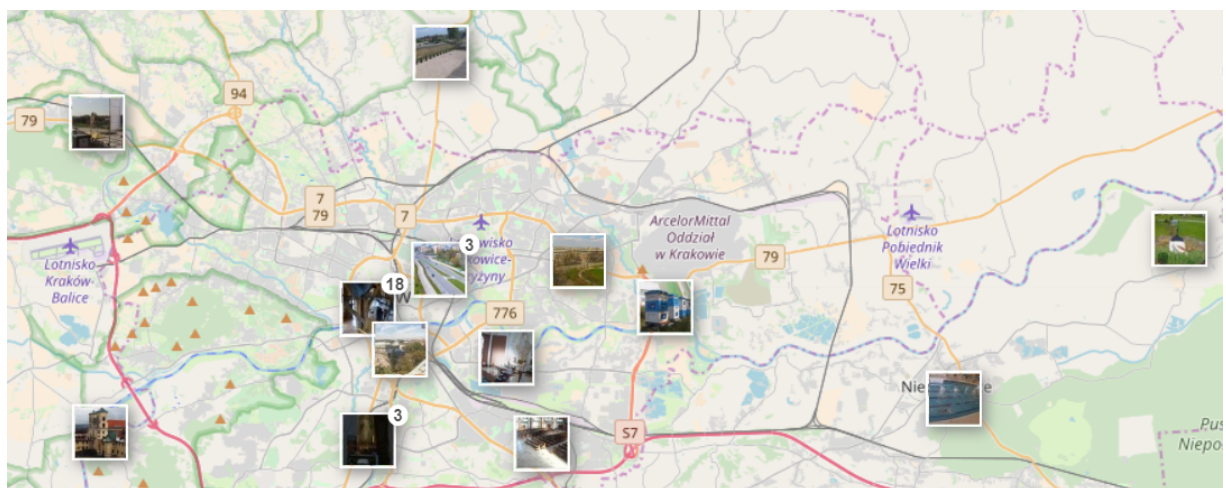 94
79
7
79
7
ArcelorMittal
Oddział
w Krakowie
Lotnisko
Pobiednik
Wielki
Lotnisko
Kraków-
Balice
3
79
75
18
776
3
S7